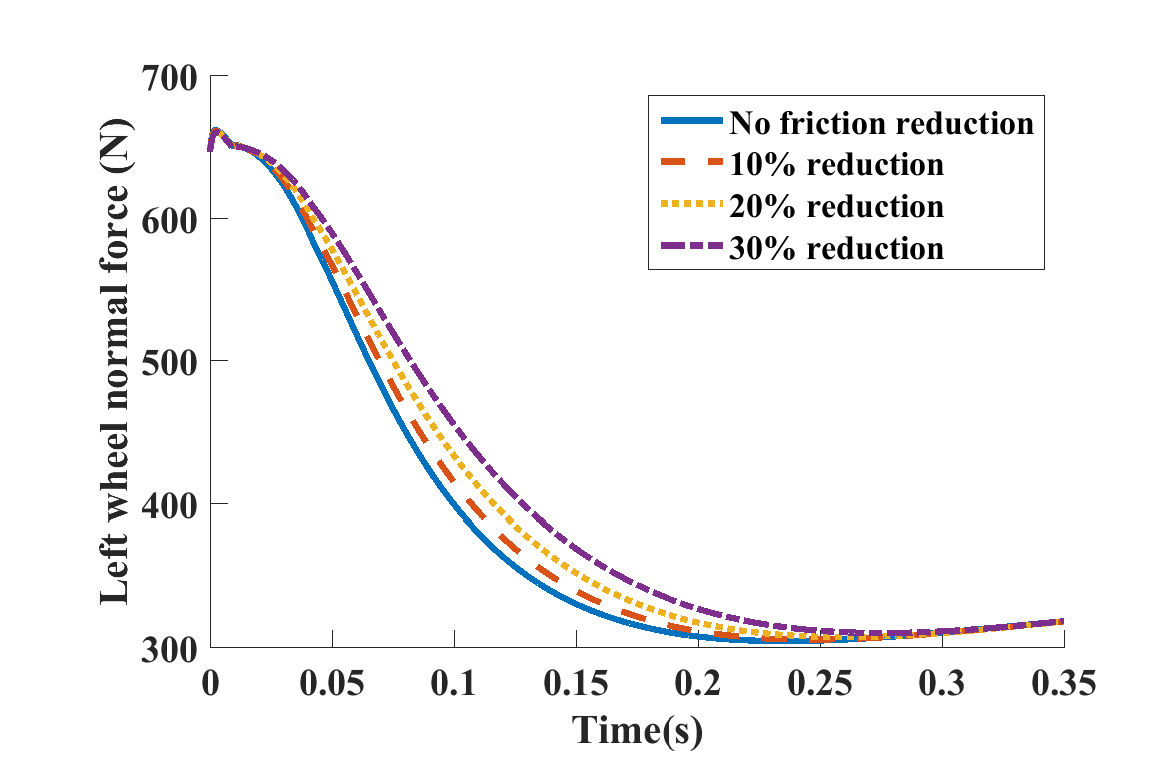 700
600
500
400
300
Left wheel normal force (N)
No friction reduction
10% reduction
20% reduction
30% reduction
0 0.05 0.1 0.15 0.2 0.25 0.3 0.35
Time(s)